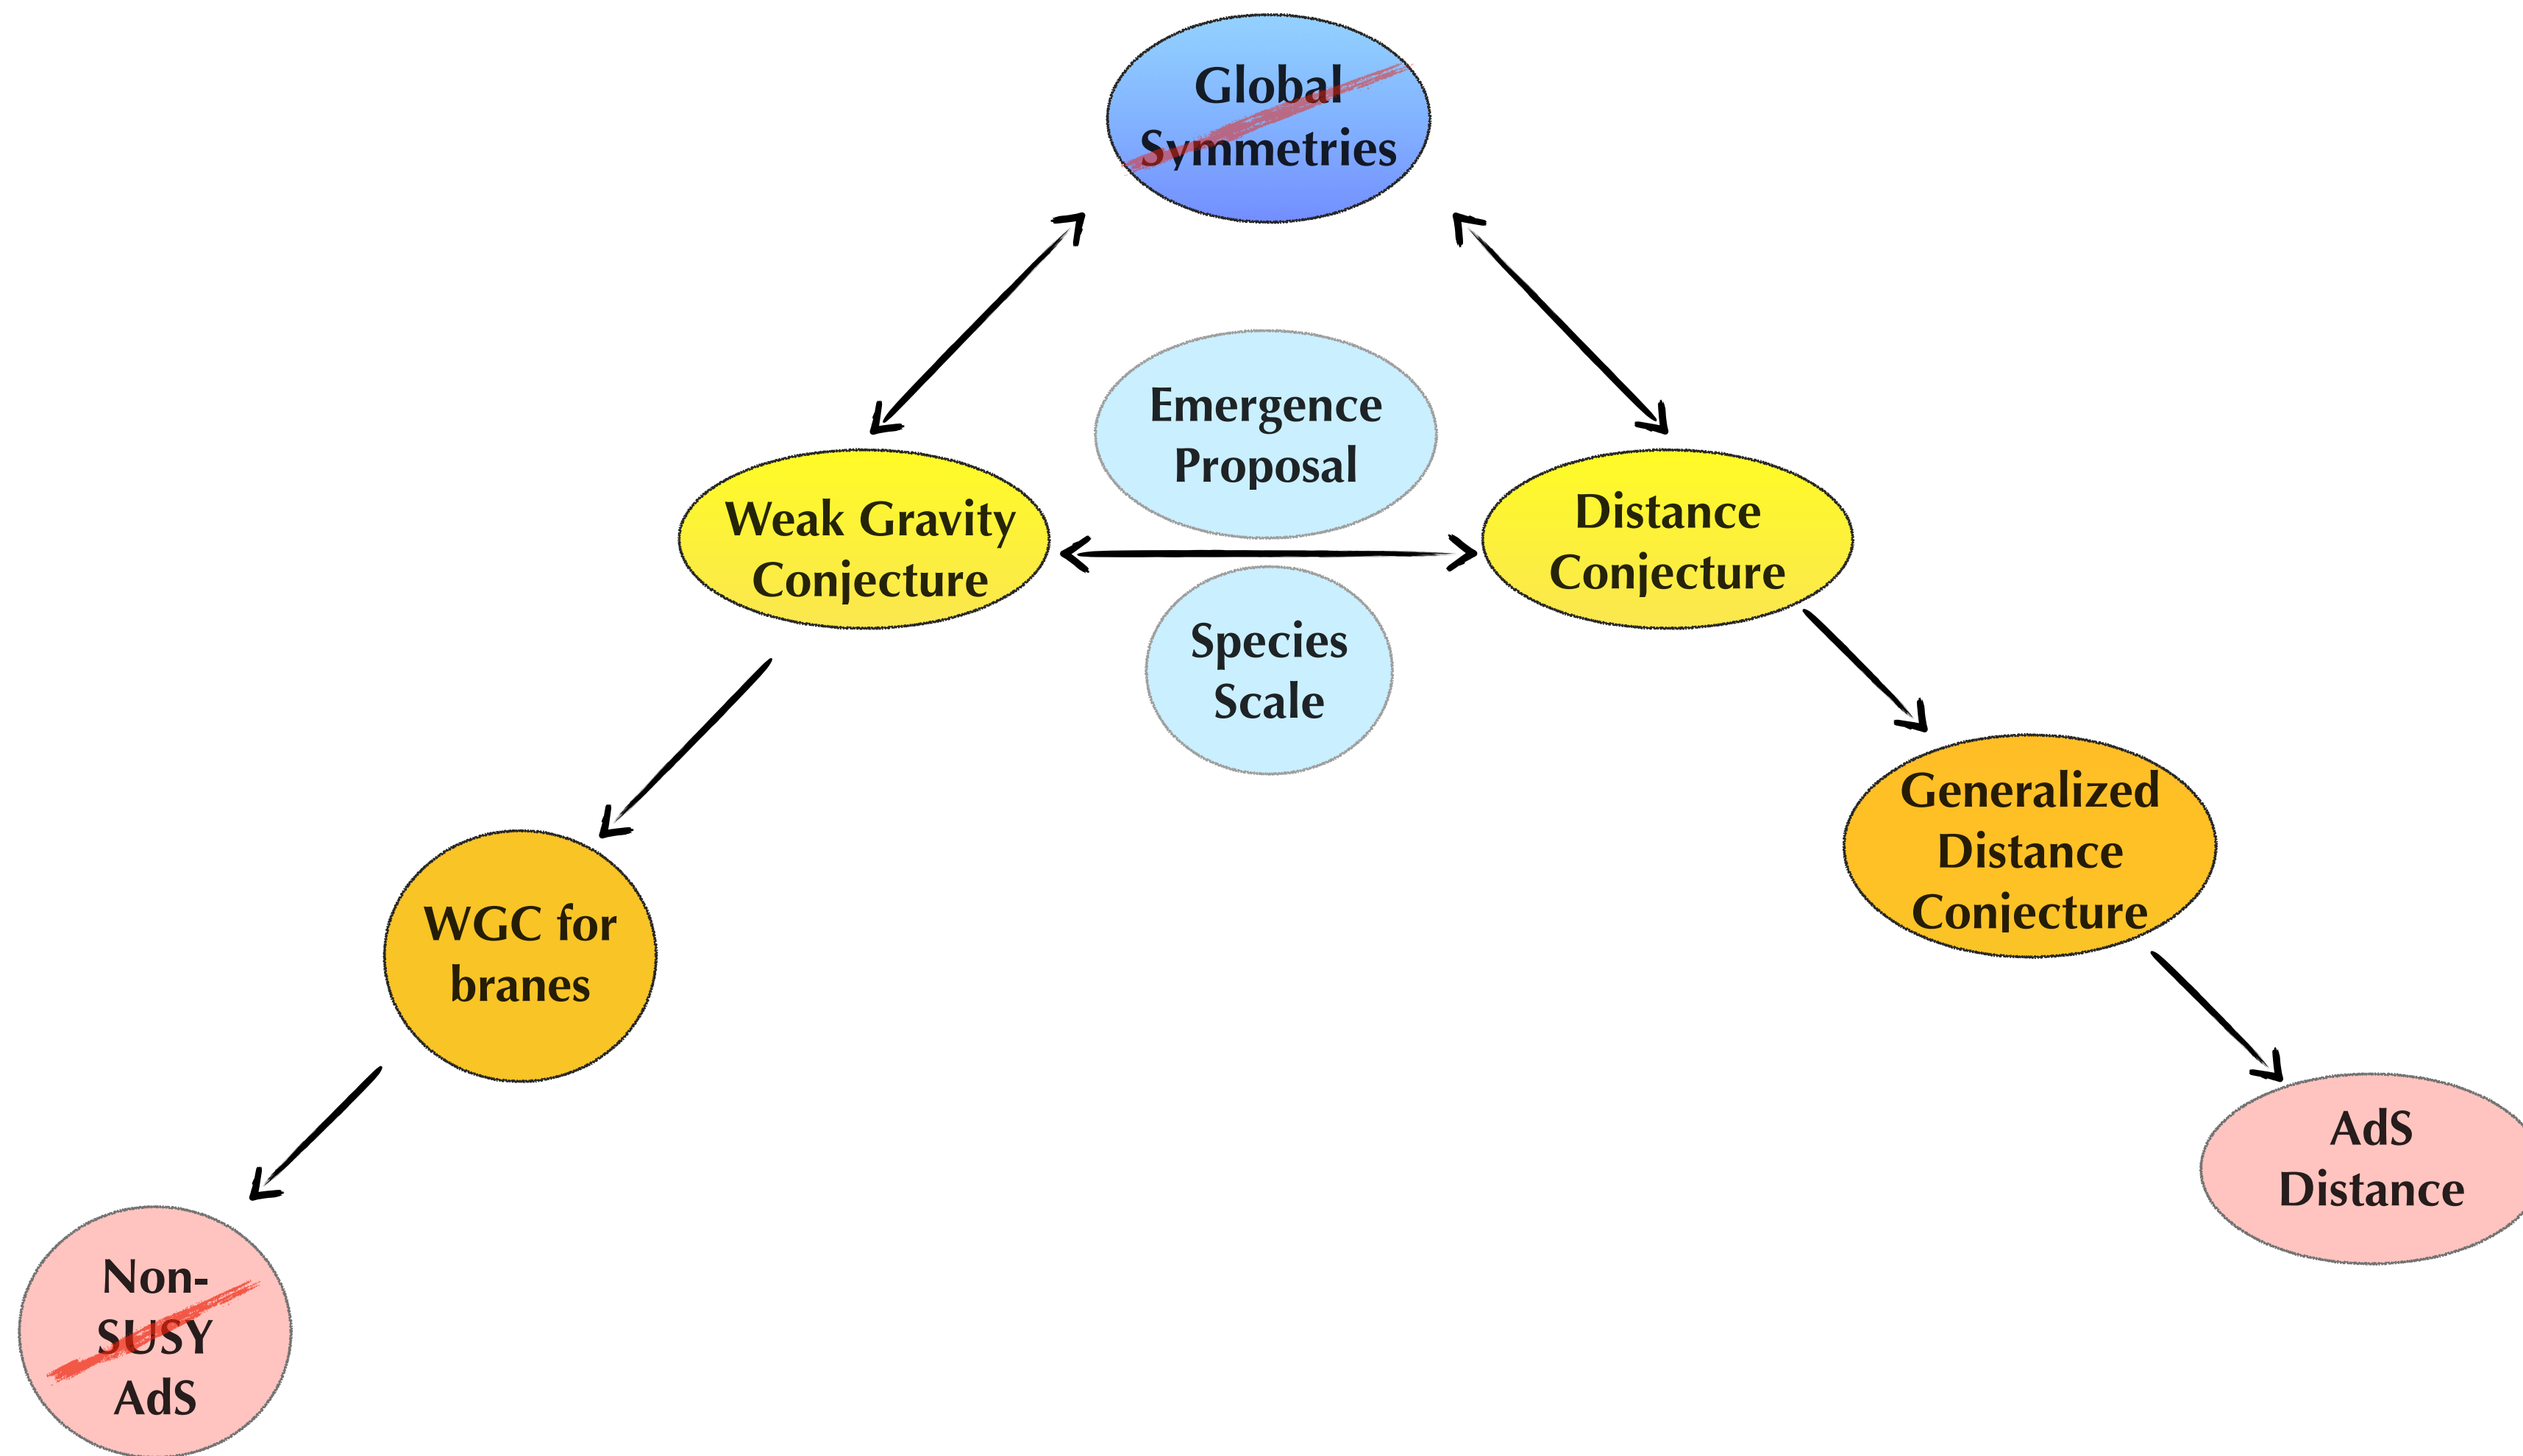 Global
Symmetries
Emergence
Proposal
Weak Gravity
Conjecture
Distance
Conjecture
Species
Scale
Generalized
Distance
Conjecture
WGC for
branes
AdS
Distance
Non-
SUSY
AdS